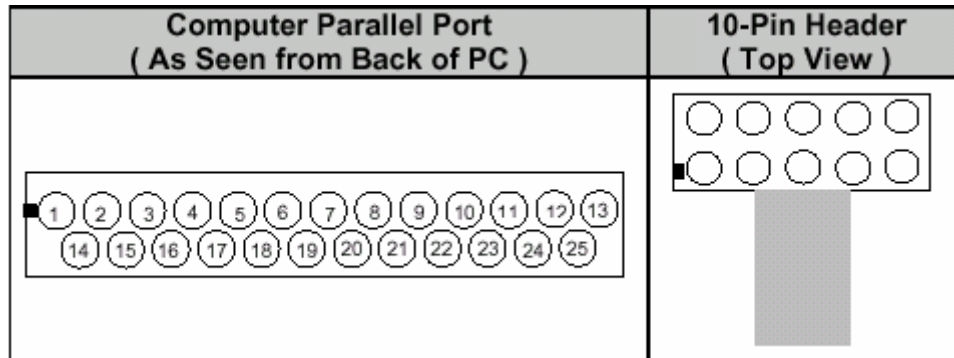 Computer Parallel Port
( As Seen from Back of PC )
10-Pin Header
( Top View )
1 2 3 4 5 6 7 8 9 10 11 12 13
14 15 16 17 18 19 20 21 22 23 24 25